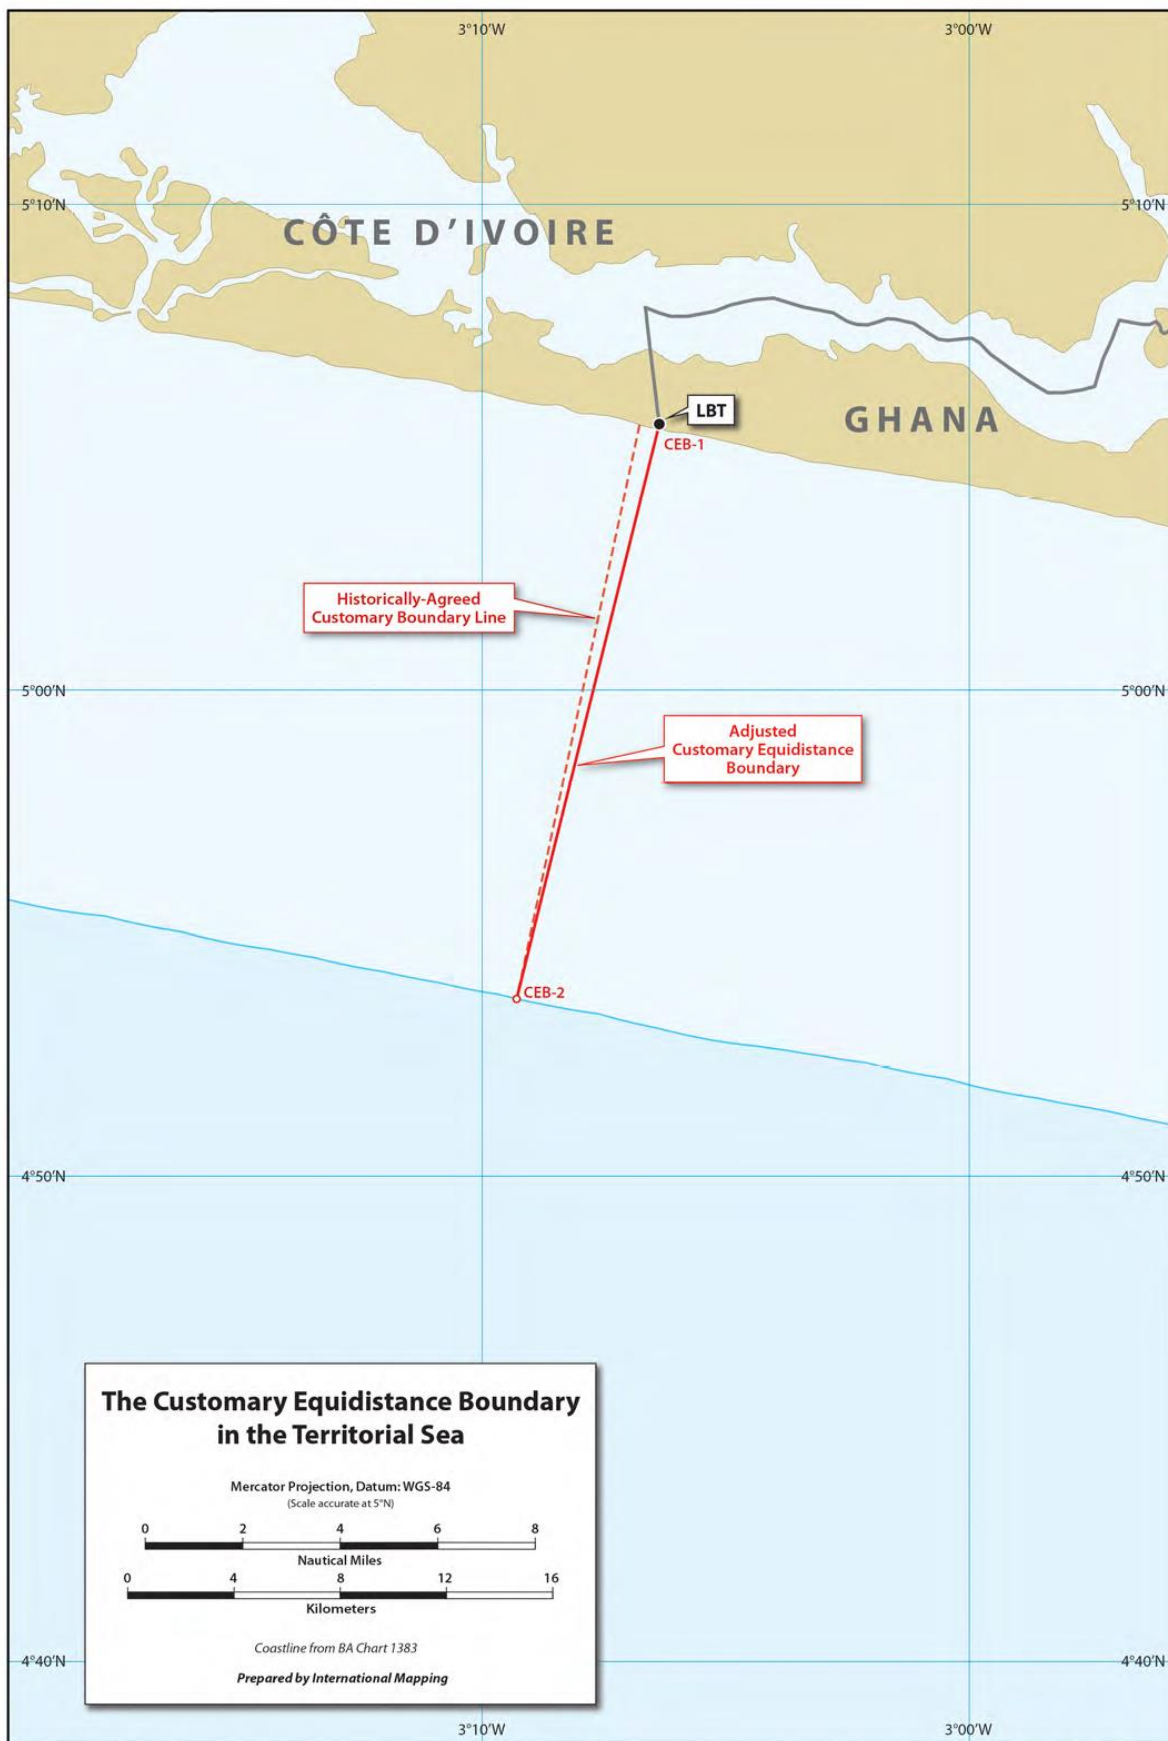 3°10'W
3°00'W
5°10'N
5°10'N
CÔTE D'IVOIRE
LBT
GHANA
CEB-1
Historically-Agreed
Customary Boundary Line
5°00'N
5°00'N
Adjusted
Customary Equidistance
Boundary
CEB-2
4°50'N
4°50'N
The Customary Equidistance Boundary
in the Territorial Sea
Mercator Projection, Datum: WGS-84
(Scale accurate at 5°N)
0 2 4 6 8
Nautical Miles
0 4 8 12 16
Kilometers
Coastline from BA Chart 1383
Prepared by International Mapping
4°40'N
4°40'N
3°10'W
3°00'W